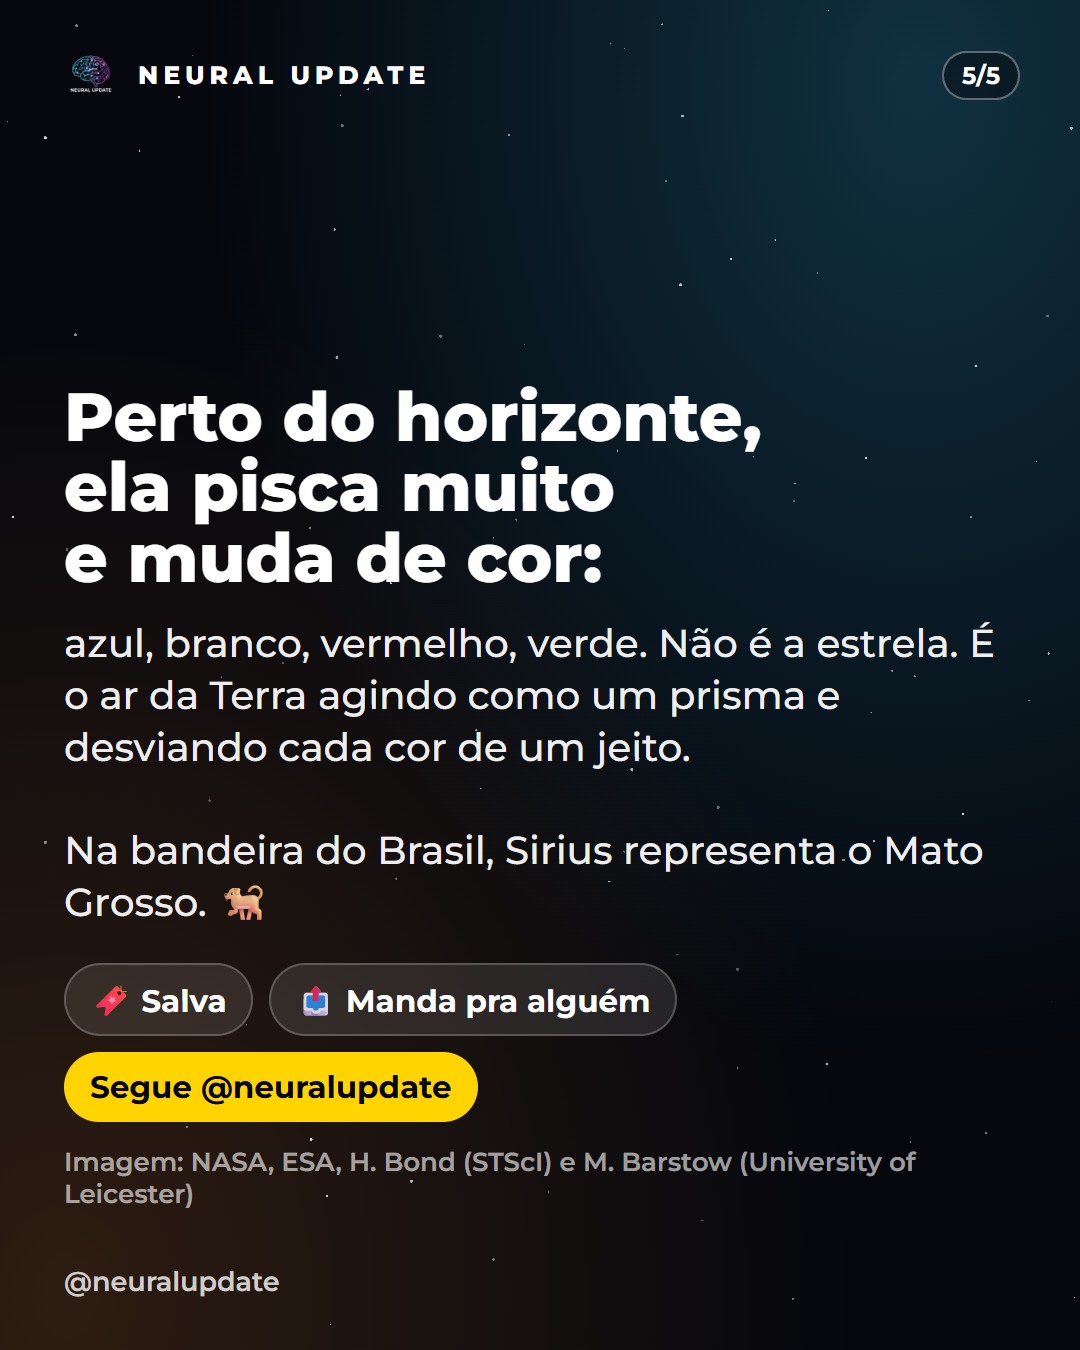 NEURAL UPDATE
NEURAL UPDATE
5/5
Perto do horizonte,
ela pisca muito
e muda de cor:
azul, branco, vermelho, verde. Não é a estrela. É
o ar da Terra agindo como um prisma e
desviando cada cor de um jeito.
Na bandeira do Brasil, Sirius representa o Mato
Grosso. 🐕
🔖 Salva
📤 Manda pra alguém
Segue @neuralupdate
Imagem: NASA, ESA, H. Bond (STScI) e M. Barstow (University of
Leicester)
@neuralupdate